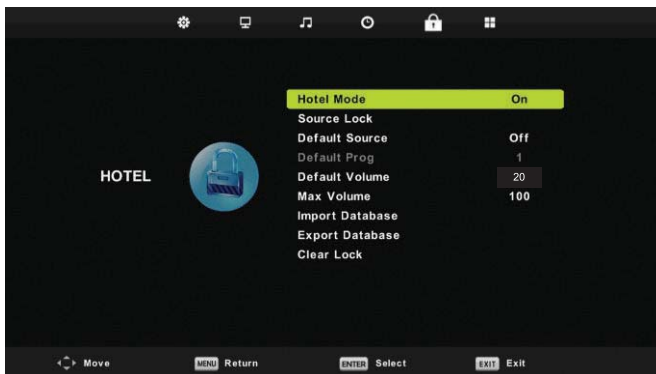 Hotel Mode On
Source Lock
Default Source Off
Default Prog 1
HOTEL
Default Volume 20
Max Volume 100
Import Database
Export Database
Clear Lock
Move MENU Return ENTER Select EXIT Exit